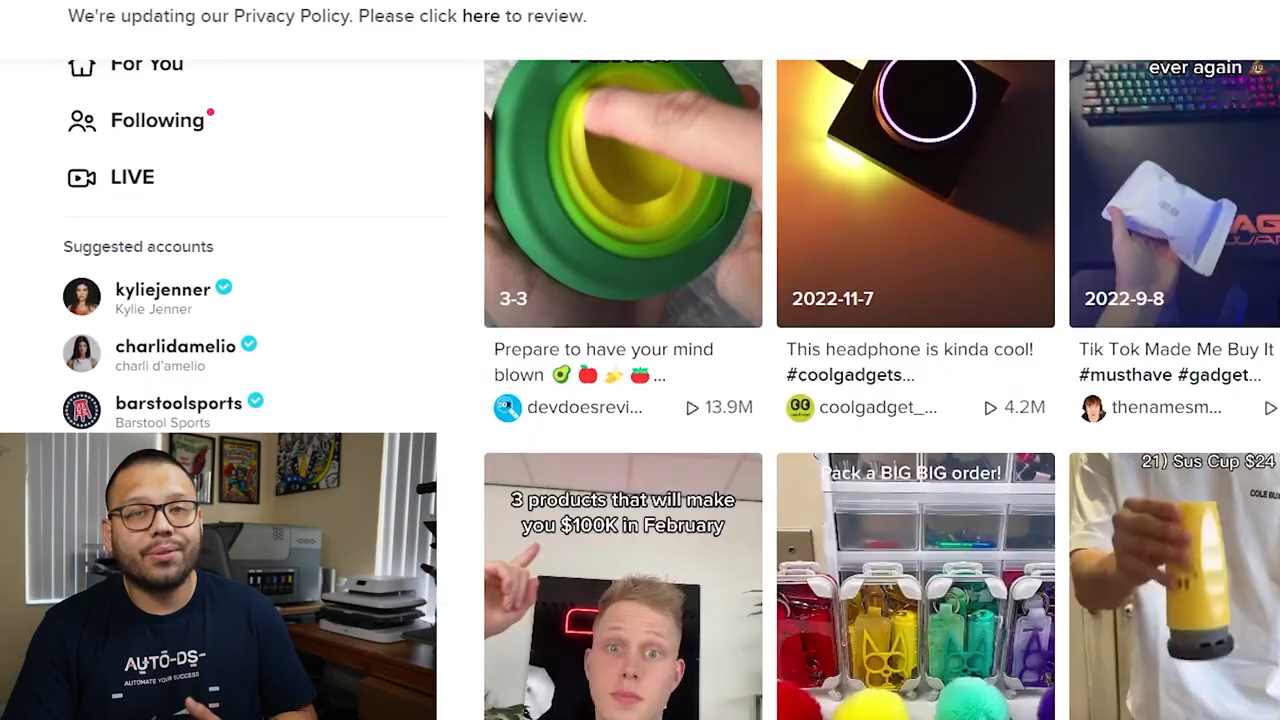 We're updating our Privacy Policy. Please click here to review.
For You
Following
LIVE
Suggested accounts
kyliejenner
Kylie Jenner
charlidamelio
charli d'amelio
barstoolsports
Barstool Sports
3-3
Prepare to have your mind
blown 🥑 🍎 🍌 🍅...
devdoesrevi...
13.9M
2022-11-7
This headphone is kinda cool!
#coolgadgets...
coolgadget_...
4.2M
ever again 💩
2022-9-8
Tik Tok Made Me Buy It
#musthave #gadget...
thenamesm...
3 products that will make
you $100K in February
Pack a BIG BIG order!
21) Sus Cup $24
AUTO-DS
AUTOMATE YOUR SUCCESS